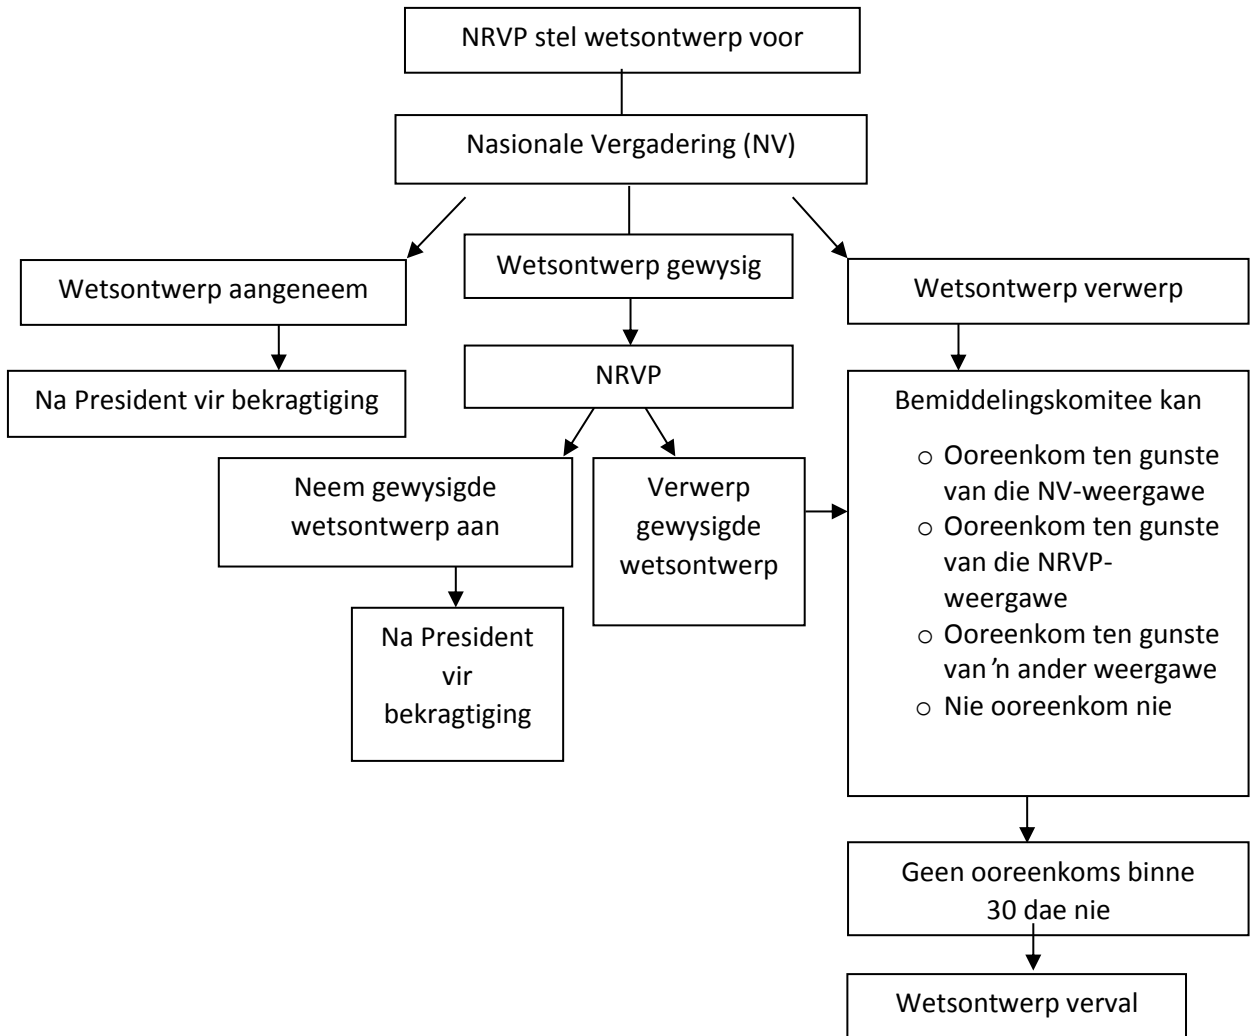 NRVP stel wetsontwerp voor
Nasionale Vergadering (NV)
Wetsontwerp aangeneem
Wetsontwerp gewysig
Wetsontwerp verwerp
Na President vir bekragtiging
NRVP
Neem gewysigde
wetsontwerp aan
Verwerp
gewysigde
wetsontwerp
Na President
vir
bekragtiging
Bemiddelingskomitee kan
o Ooreenkom ten gunste
van die NV-weergawe
o Ooreenkom ten gunste
van die NRVP-
weergawe
o Ooreenkom ten gunste
van 'n ander weergawe
o Nie ooreenkom nie
Geen ooreenkoms binne
30 dae nie
Wetsontwerp verval